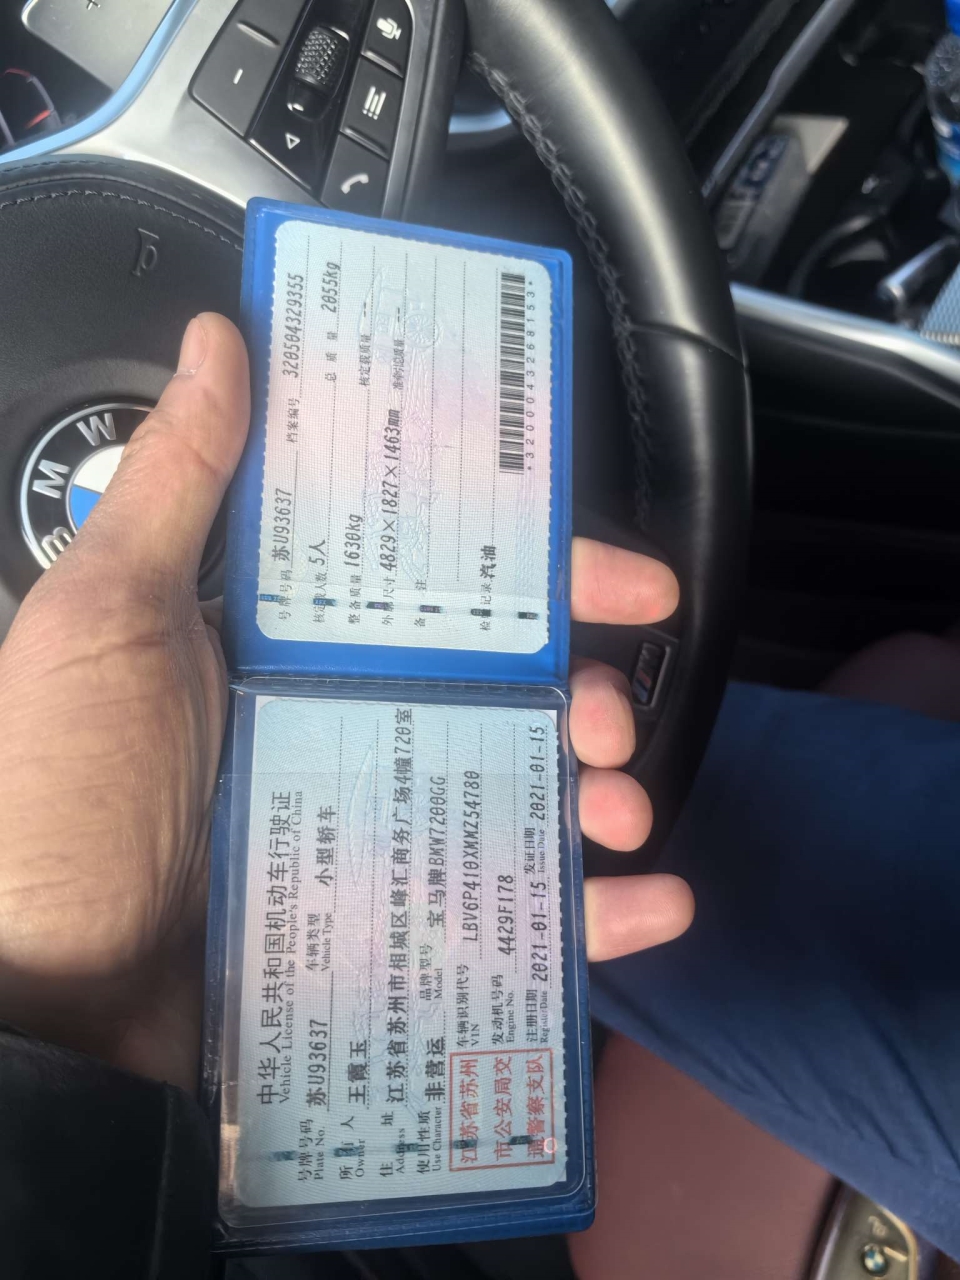 中华人民共和国机动车行驶证
Vehicle License of the People's Republic of China
号牌号码 苏U93637 车辆类型 小型轿车
Plate No. Vehicle Type
所有人 王霞玉
Owner
住址 江苏省苏州市相城区峰汇商务广场4幢720室
Address
使用性质 非营运 品牌型号 宝马牌BMW7200GG
Use Character Model
江苏省苏州
市公安局交
通警察支队
车辆识别代号 LBV6P410XMMZ54780
VIN
发动机号码 4429F178
Engine No.
注册日期 2021-01-15 发证日期 2021-01-15
Register Date Issue Date
号牌号码 苏U93637 档案编号 320504329355
核定载人数 5人 总质量 2055kg
整备质量 1630kg 核定载质量 --
外廓尺寸 4829×1827×1463mm 准牵引总质量 --
备注
检验记录 汽油
*3200043268153*
BMW